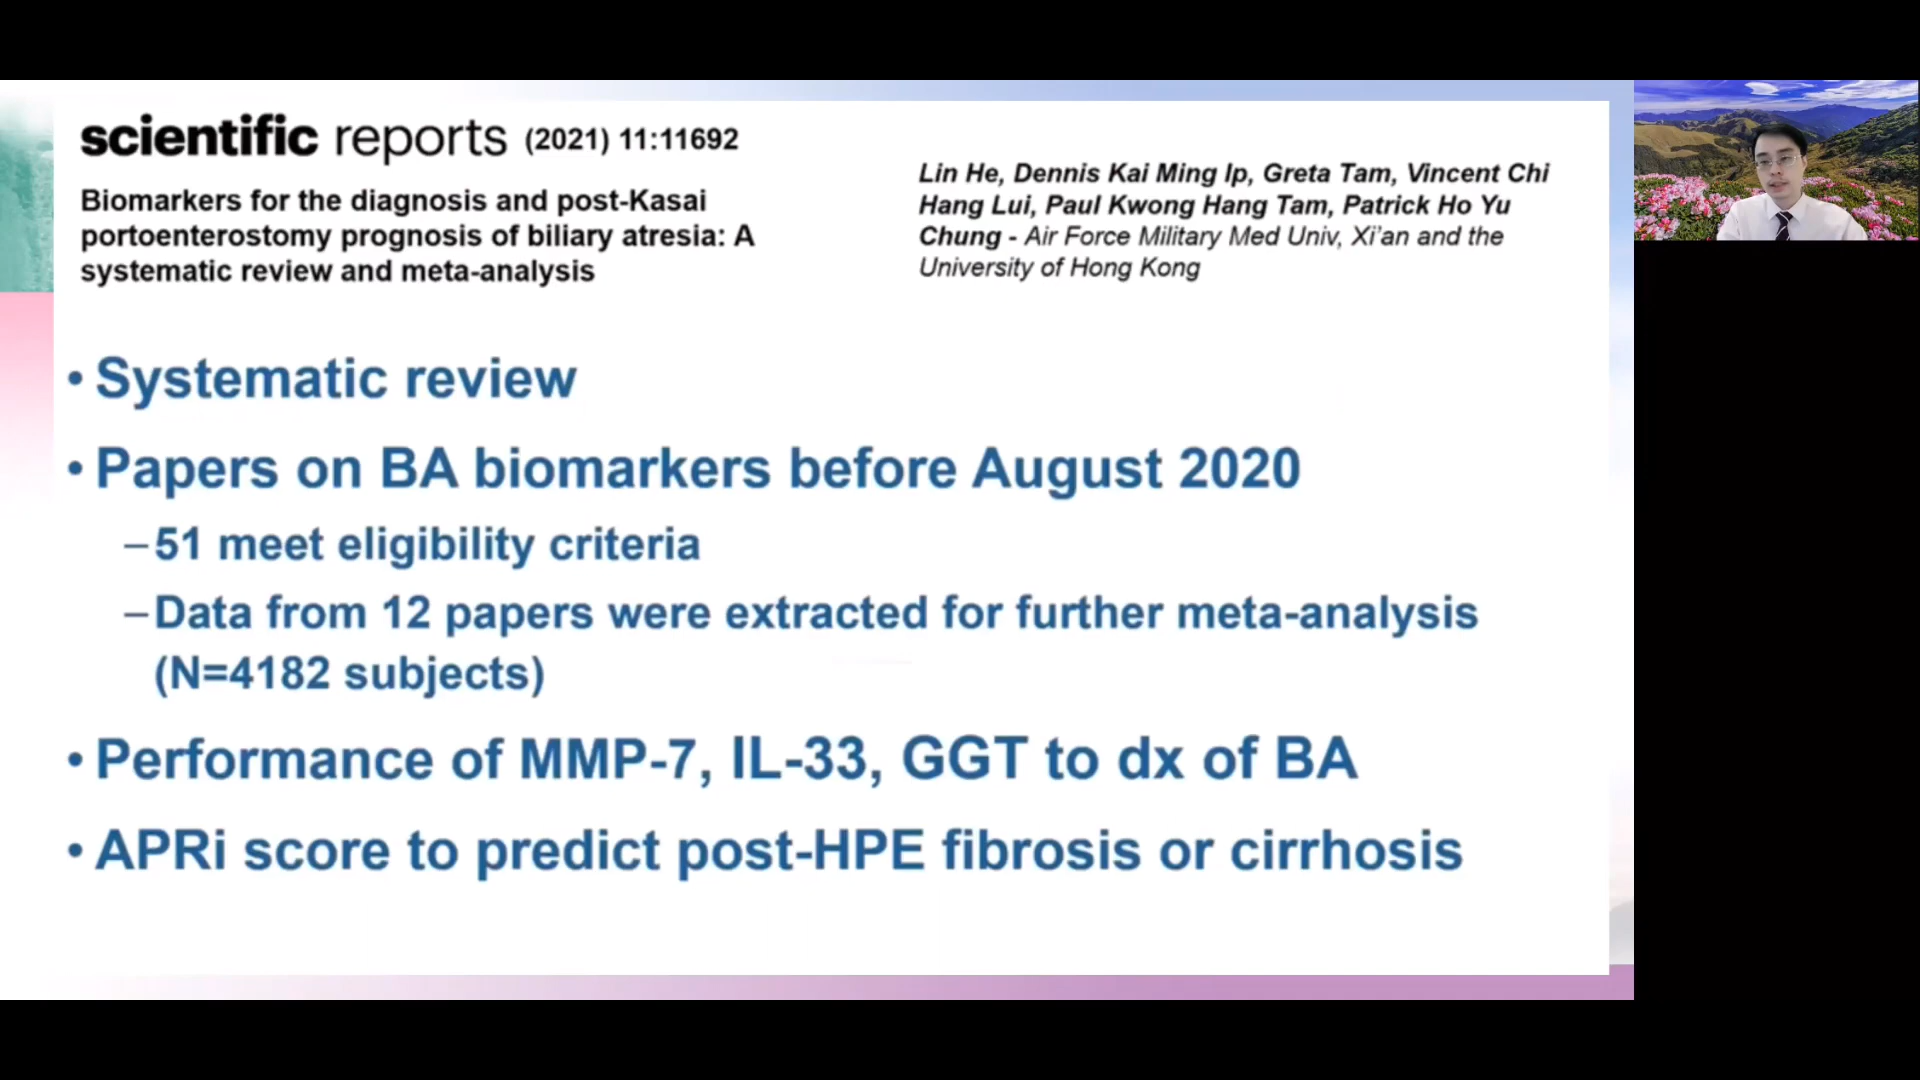 scientific reports (2021) 11:11692
Biomarkers for the diagnosis and post-Kasai
portoenterostomy prognosis of biliary atresia: A
systematic review and meta-analysis
Lin He, Dennis Kai Ming Ip, Greta Tam, Vincent Chi
Hang Lui, Paul Kwong Hang Tam, Patrick Ho Yu
Chung - Air Force Military Med Univ, Xi'an and the
University of Hong Kong
• Systematic review
• Papers on BA biomarkers before August 2020
–51 meet eligibility criteria
–Data from 12 papers were extracted for further meta-analysis
(N=4182 subjects)
• Performance of MMP-7, IL-33, GGT to dx of BA
• APRi score to predict post-HPE fibrosis or cirrhosis